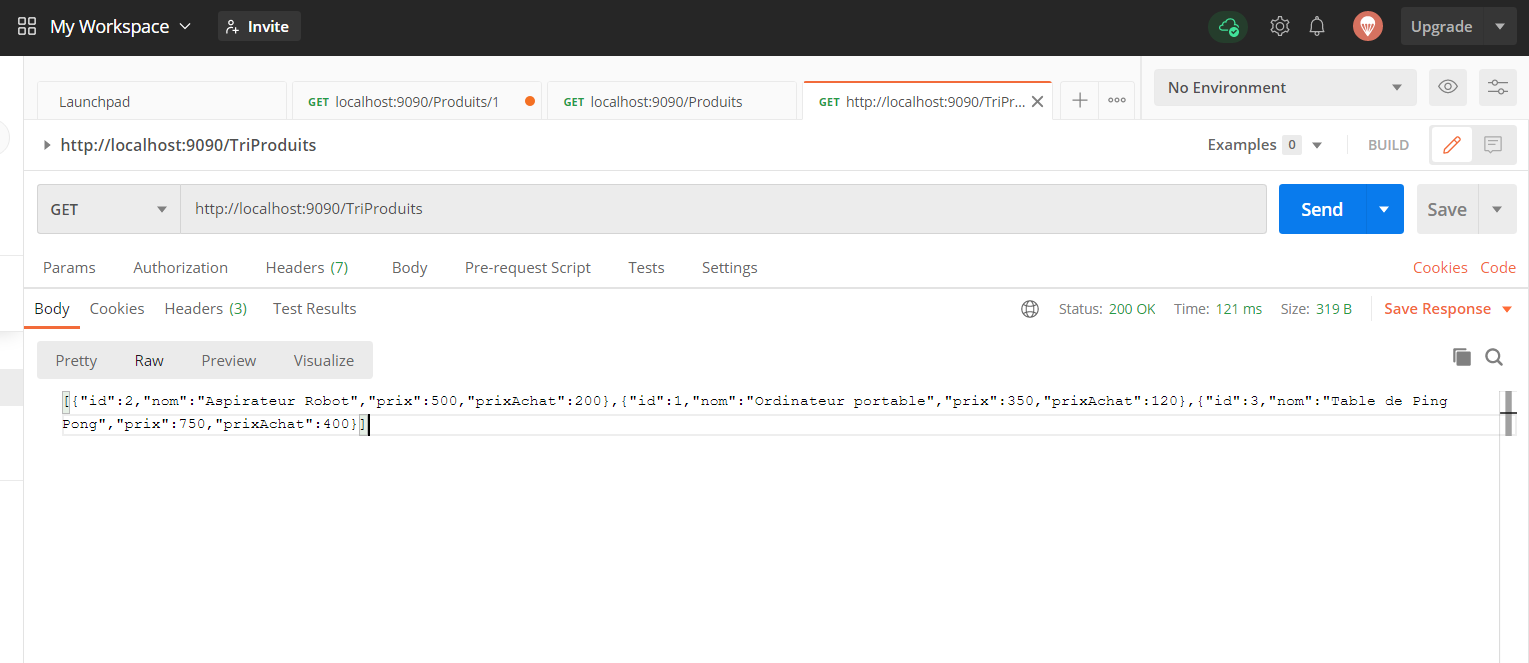 My Workspace Invite Upgrade
Launchpad GET localhost:9090/Produits/1 GET localhost:9090/Produits GET http://localhost:9090/TriPr... No Environment
http://localhost:9090/TriProduits Examples 0 BUILD
GET http://localhost:9090/TriProduits Send Save
Params Authorization Headers (7) Body Pre-request Script Tests Settings Cookies Code
Body Cookies Headers (3) Test Results Status: 200 OK Time: 121 ms Size: 319 B Save Response
Pretty Raw Preview Visualize
[{"id":2,"nom":"Aspirateur Robot","prix":500,"prixAchat":200},{"id":1,"nom":"Ordinateur portable","prix":350,"prixAchat":120},{"id":3,"nom":"Table de Ping
Pong","prix":750,"prixAchat":400}]